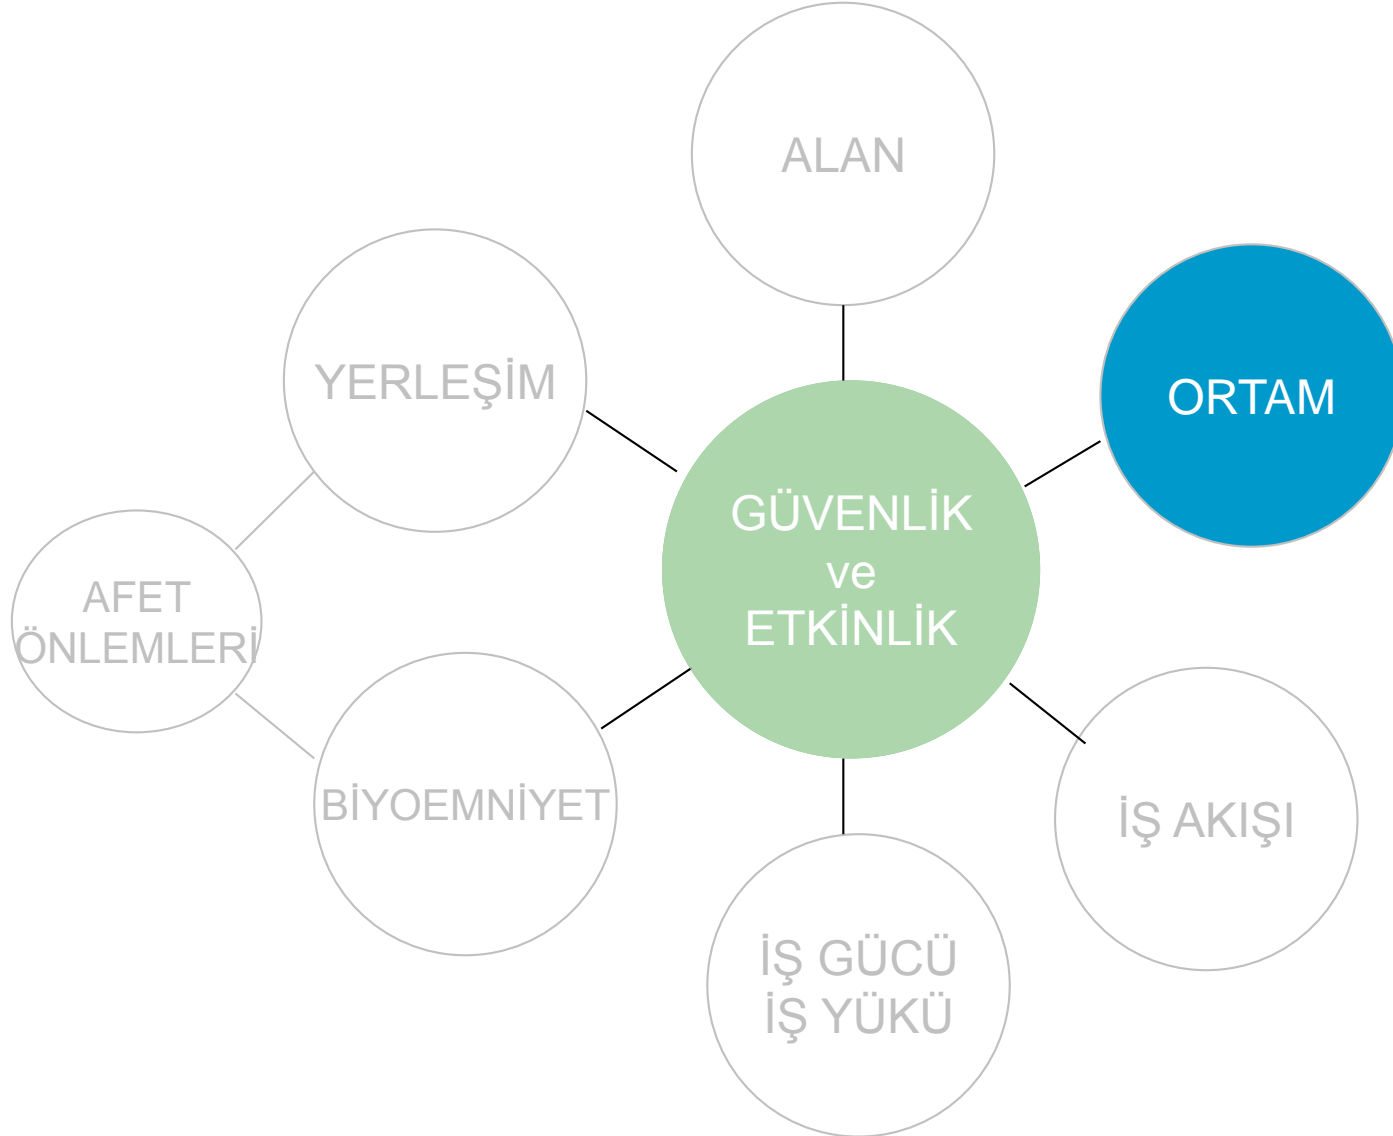 ALAN
YERLEŞİM
ORTAM
GÜVENLİK
ve
ETKİNLİK
AFET
ÖNLEMLERİ
BİYOEMNİYET
İŞ AKIŞI
İŞ GÜCÜ
İŞ YÜKÜ